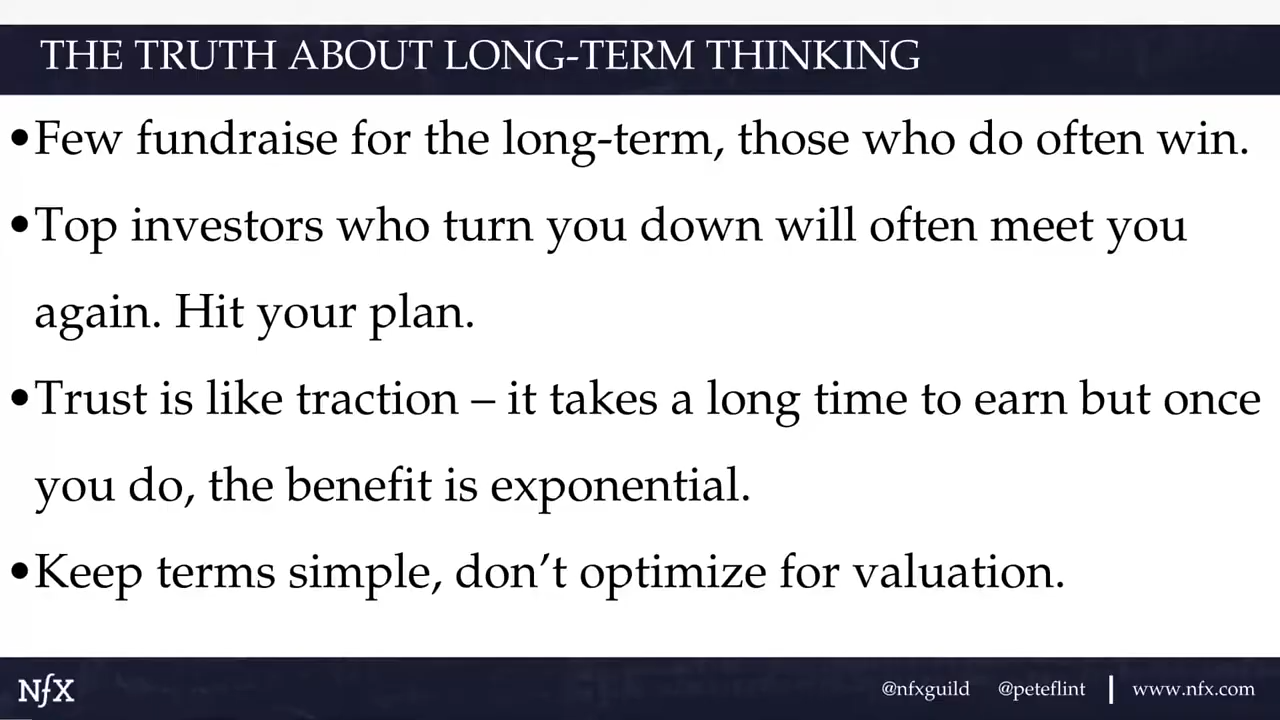 THE TRUTH ABOUT LONG-TERM THINKING
•Few fundraise for the long-term, those who do often win.
•Top investors who turn you down will often meet you
again. Hit your plan.
•Trust is like traction – it takes a long time to earn but once
you do, the benefit is exponential.
•Keep terms simple, don’t optimize for valuation.
NfX @nfxguild @peteflint | www.nfx.com